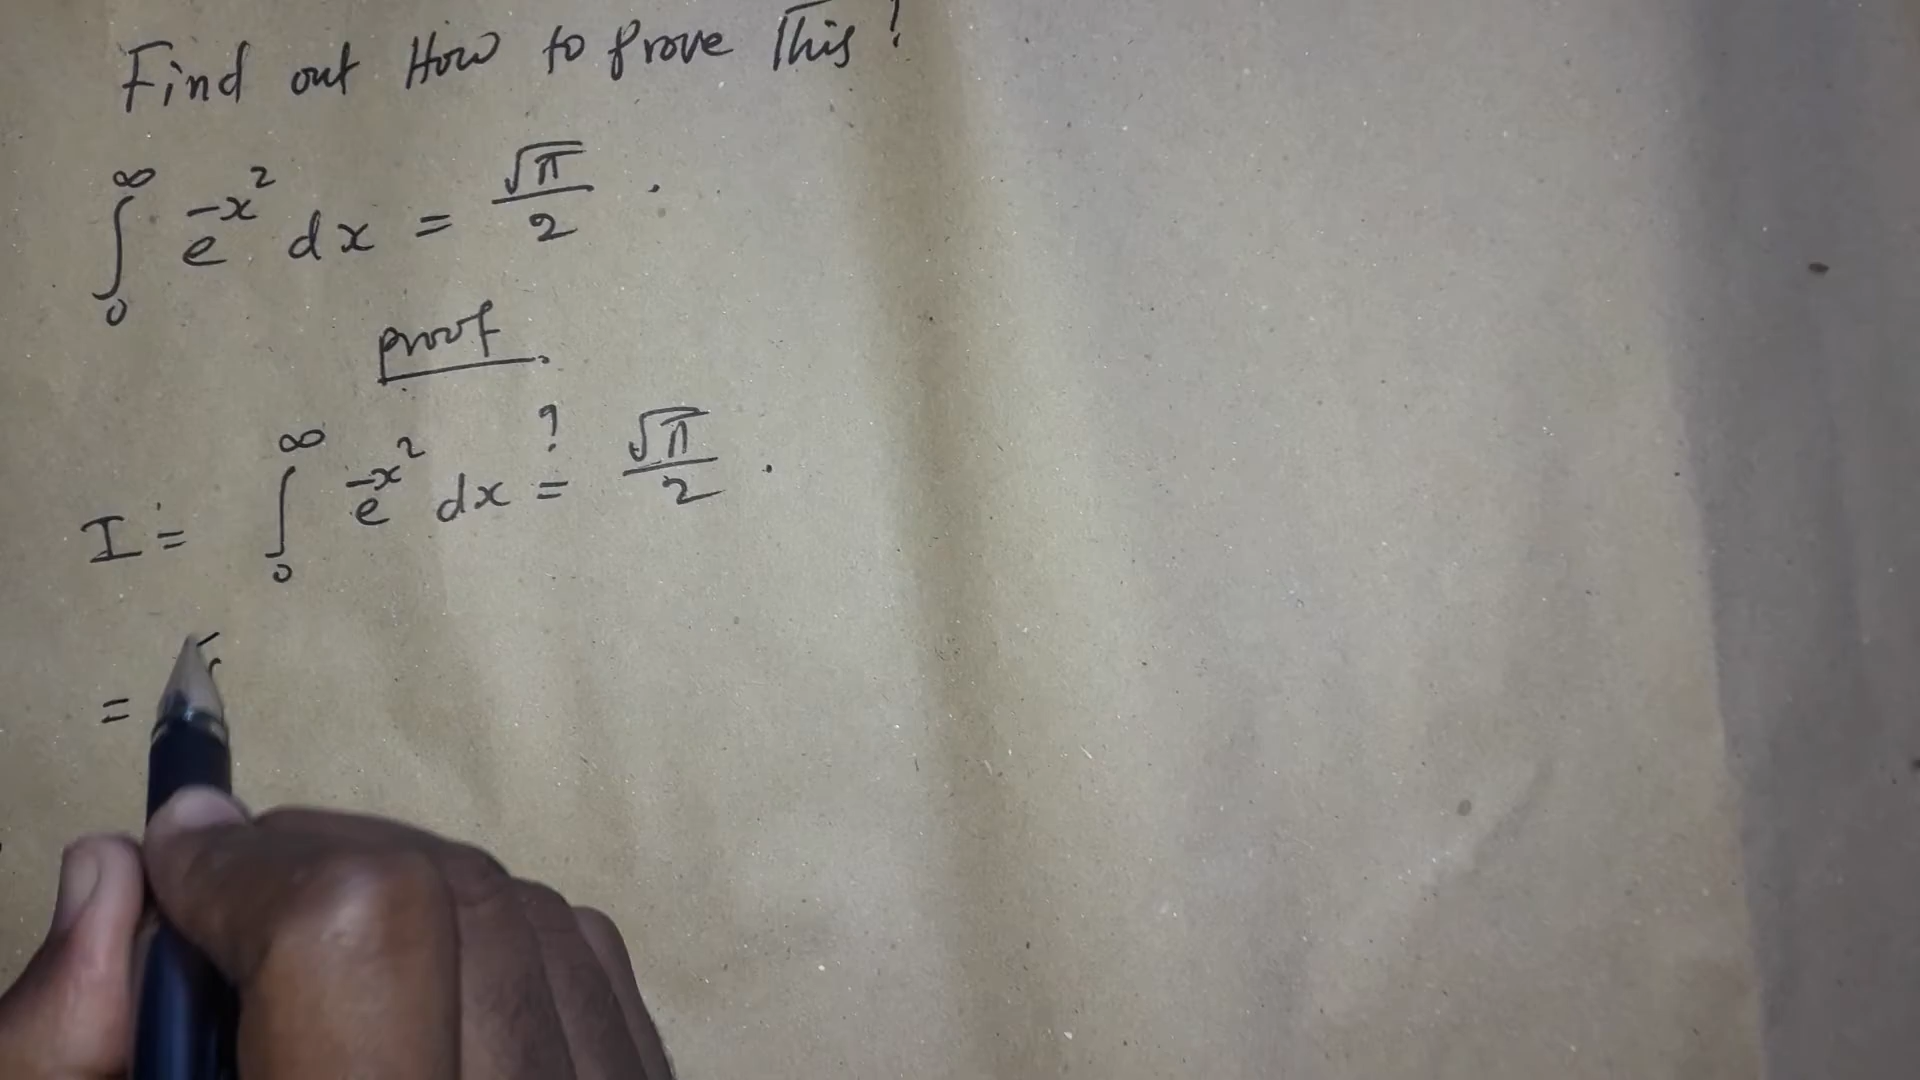 Find out How to prove This!
∫₀^∞ e^{-x²} dx = √π/2 .
proof.
I = ∫₀^∞ e^{-x²} dx ?= √π/2 .
=